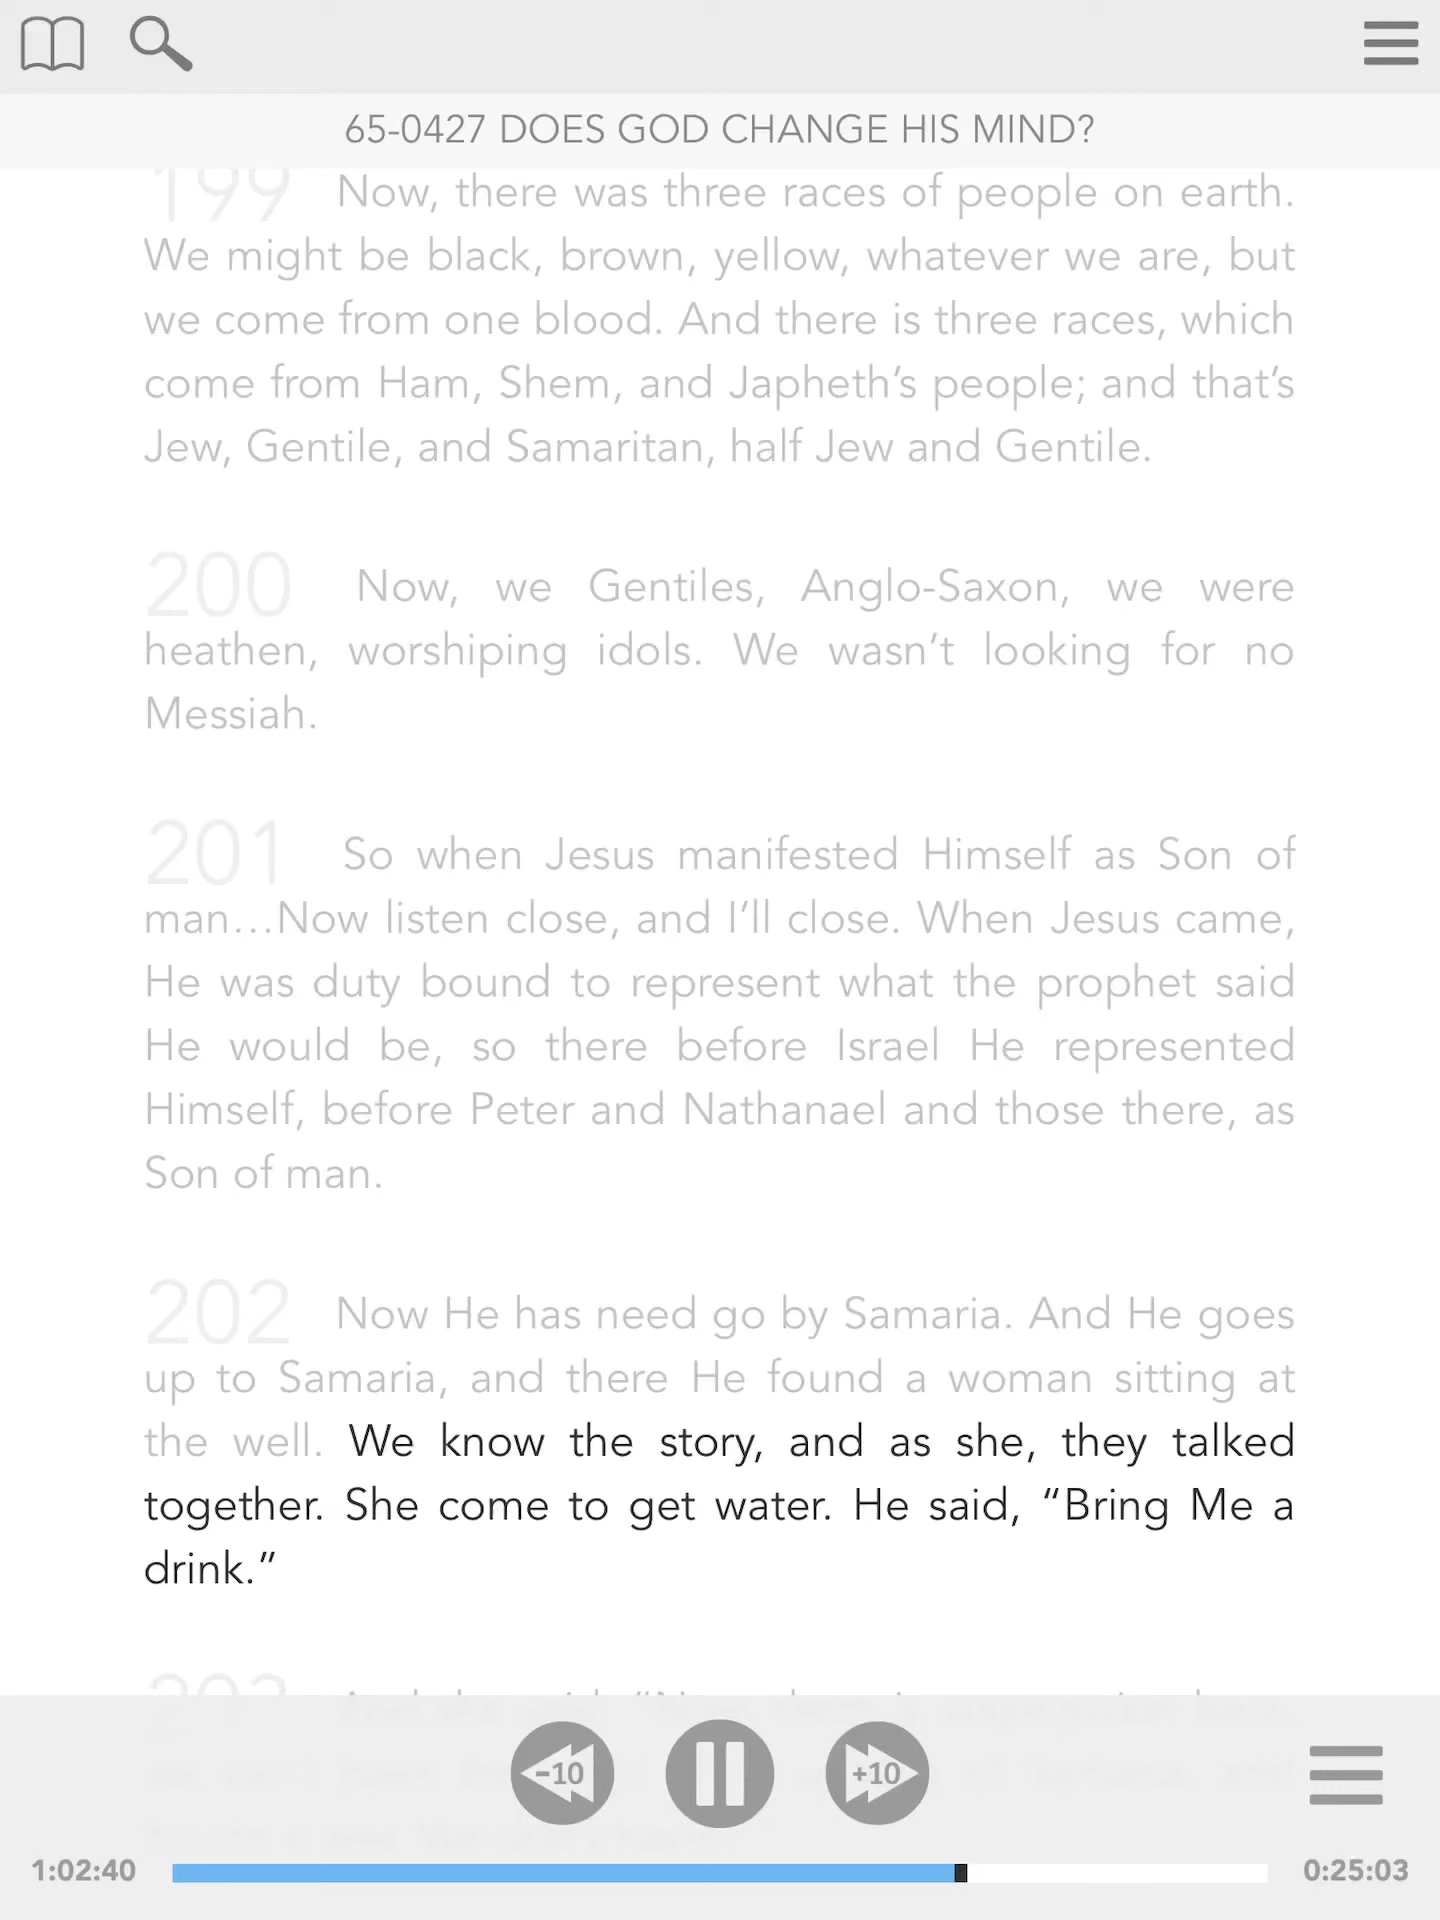 65-0427 DOES GOD CHANGE HIS MIND?
199 Now, there was three races of people on earth.
We might be black, brown, yellow, whatever we are, but
we come from one blood. And there is three races, which
come from Ham, Shem, and Japheth’s people; and that’s
Jew, Gentile, and Samaritan, half Jew and Gentile.
200 Now, we Gentiles, Anglo-Saxon, we were
heathen, worshiping idols. We wasn’t looking for no
Messiah.
201 So when Jesus manifested Himself as Son of
man…Now listen close, and I’ll close. When Jesus came,
He was duty bound to represent what the prophet said
He would be, so there before Israel He represented
Himself, before Peter and Nathanael and those there, as
Son of man.
202 Now He has need go by Samaria. And He goes
up to Samaria, and there He found a woman sitting at
the well. We know the story, and as she, they talked
together. She come to get water. He said, “Bring Me a
drink.”
203
-10 +10
1:02:40 0:25:03